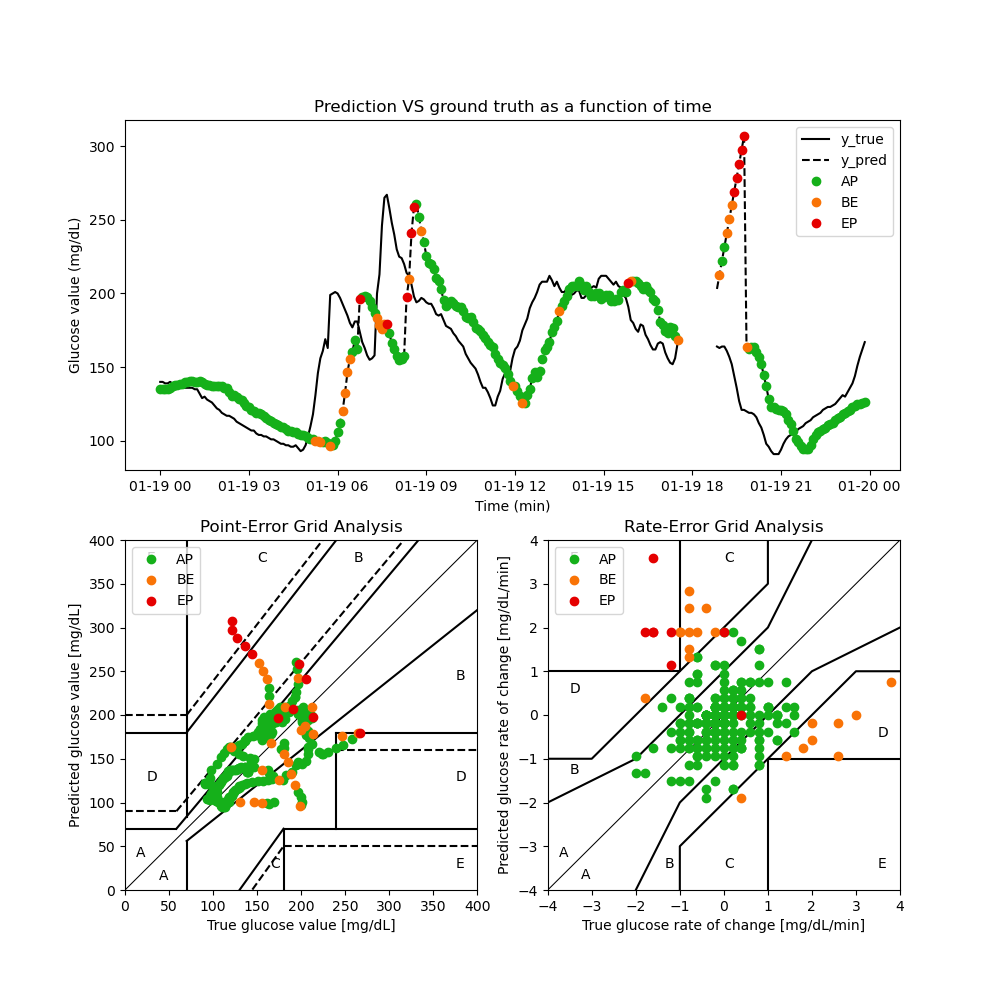 Prediction VS ground truth as a function of time
Glucose value (mg/dL)
300
250
200
150
100
y_true
y_pred
AP
BE
EP
01-19 00 01-19 03 01-19 06 01-19 09 01-19 12 01-19 15 01-19 18 01-19 21 01-20 00
Time (min)
Point-Error Grid Analysis
Predicted glucose value [mg/dL]
400
350
300
250
200
150
100
50
0
AP
BE
EP
C
B
B
D
D
A
A
C
E
0 50 100 150 200 250 300 350 400
True glucose value [mg/dL]
Rate-Error Grid Analysis
Predicted glucose rate of change [mg/dL/min]
4
3
2
1
0
−1
−2
−3
−4
AP
BE
EP
C
D
D
B
A
A
B
C
E
−4 −3 −2 −1 0 1 2 3 4
True glucose rate of change [mg/dL/min]